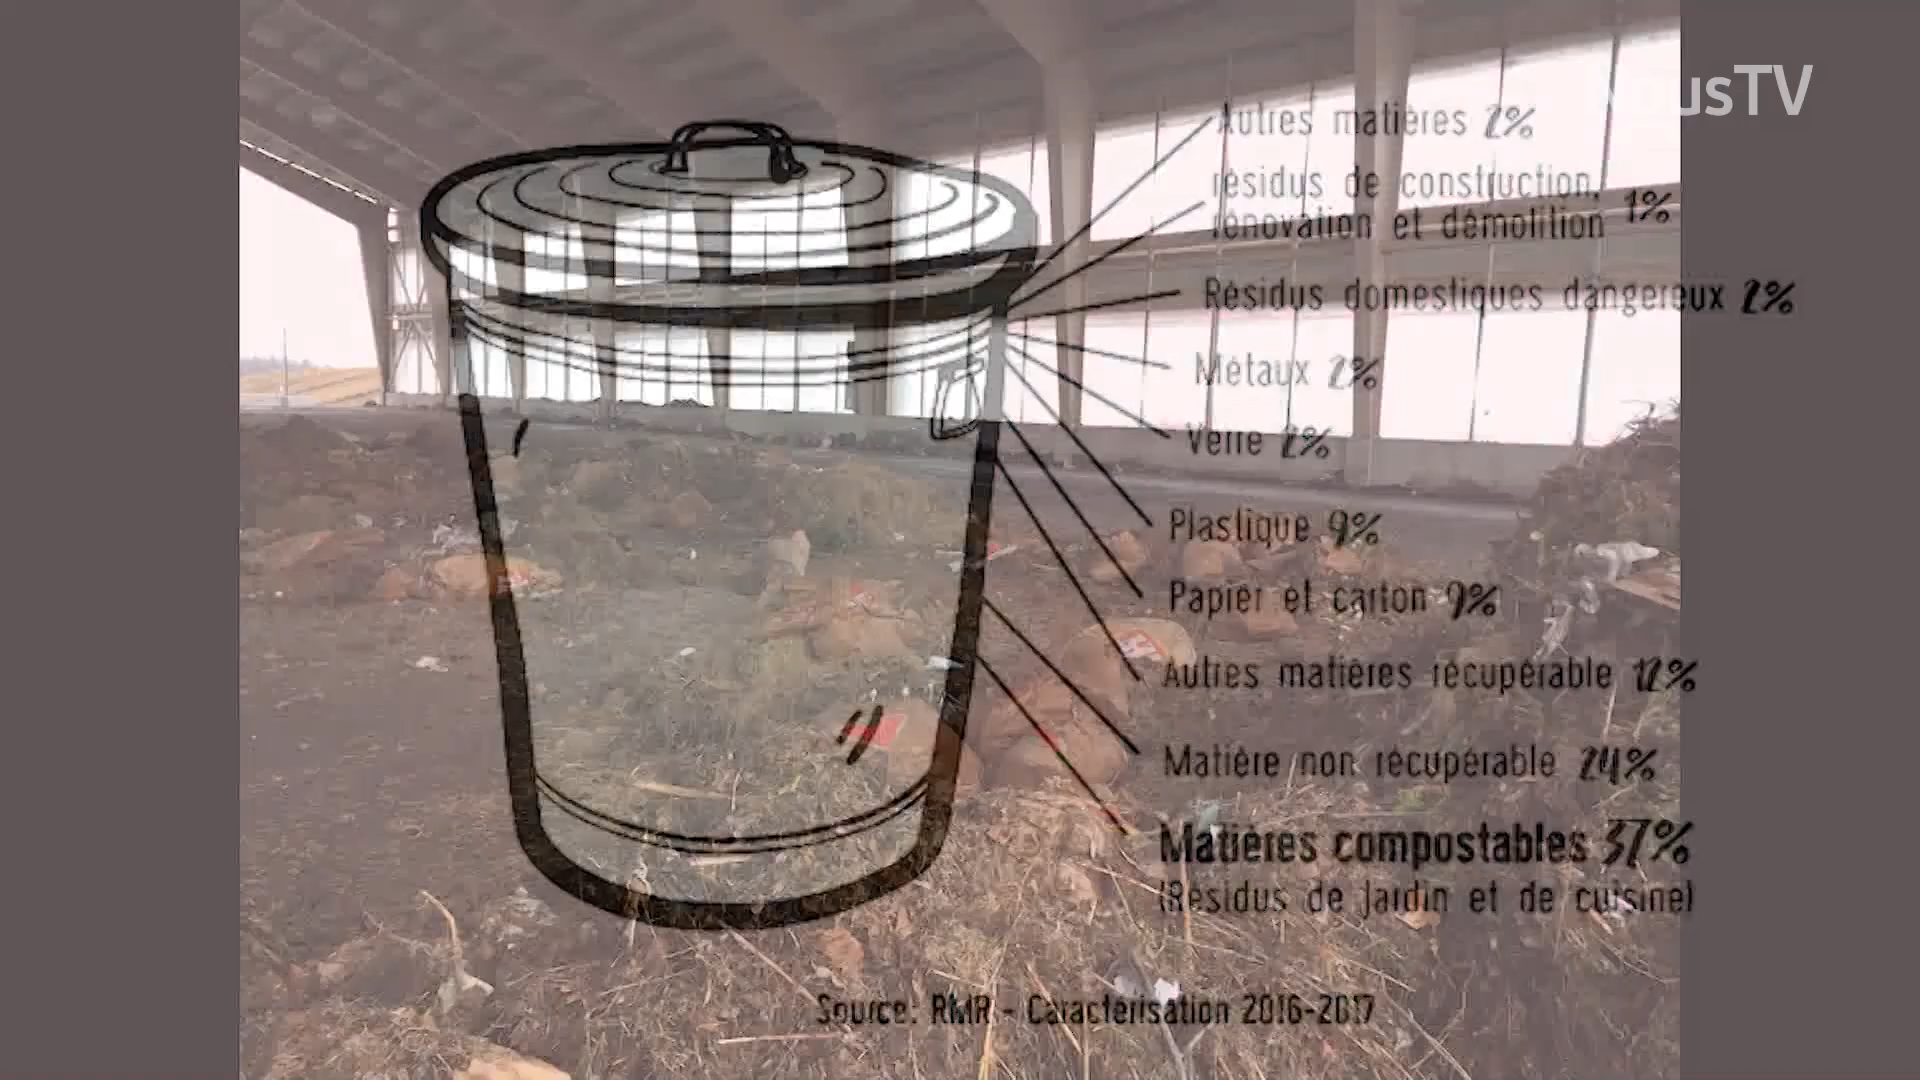 usTV
Autres matières 2%
résidus de construction,
rénovation et démolition 1%
Résidus domestiques dangereux 2%
Métaux 2%
Verre 2%
Plastique 9%
Papier et carton 9%
Autres matières récupérable 12%
Matière non récupérable 24%
Matières compostables 37%
(Résidus de jardin et de cuisine)
Source: RMR - Caractérisation 2016-2017